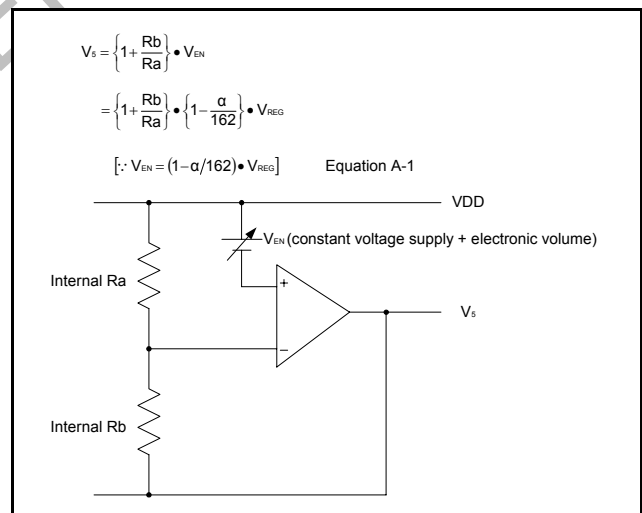 V₅ = {1 + Rb/Ra} • VEN
= {1 + Rb/Ra} • {1 − α/162} • VREG
[∵ VEN = (1−α/162) • VREG] Equation A-1
VDD
VEN (constant voltage supply + electronic volume)
Internal Ra
+
V₅
−
Internal Rb